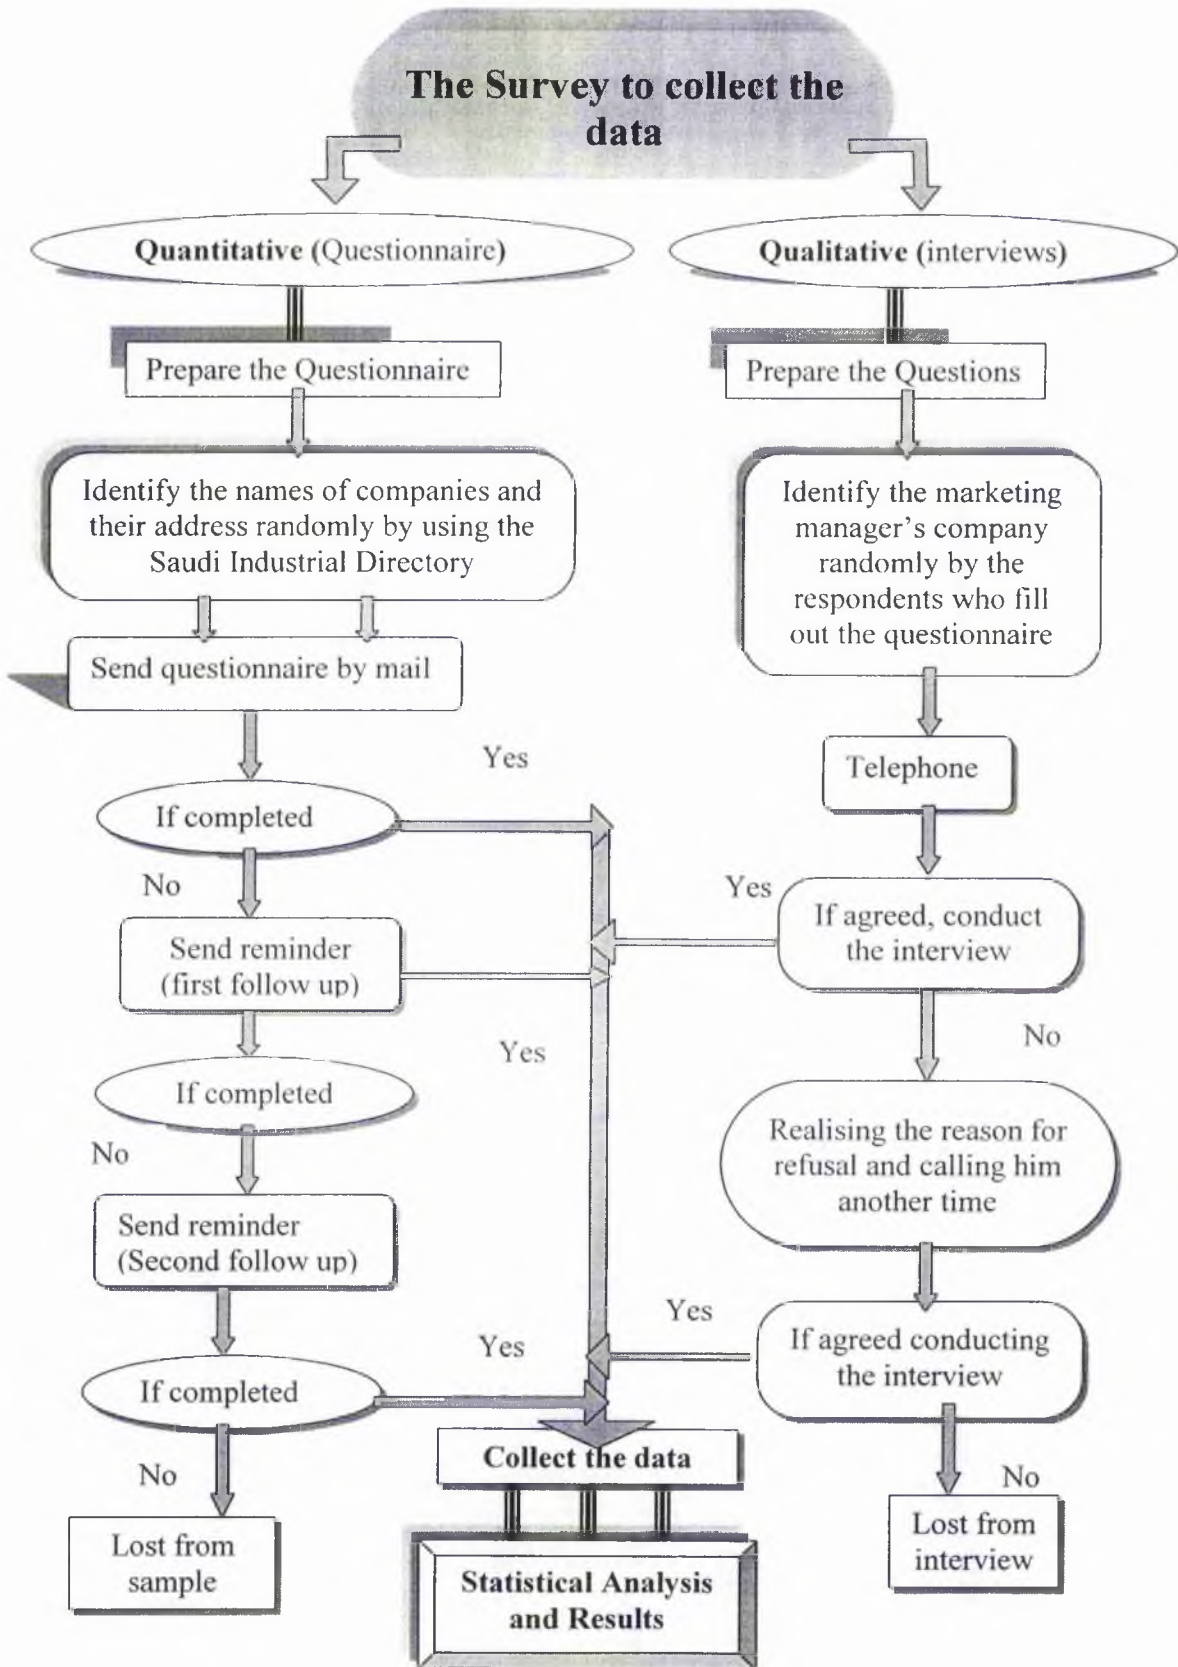 The Survey to collect the
data
Quantitative (Questionnaire)
Qualitative (interviews)
Prepare the Questionnaire
Prepare the Questions
Identify the names of companies and
their address randomly by using the
Saudi Industrial Directory
Identify the marketing
manager's company
randomly by the
respondents who fill
out the questionnaire
Send questionnaire by mail
Telephone
Yes
If completed
No
Yes
If agreed, conduct
the interview
Send reminder
(first follow up)
Yes
No
If completed
No
Realising the reason for
refusal and calling him
another time
Send reminder
(Second follow up)
Yes
Yes
If agreed conducting
the interview
If completed
No
Collect the data
No
Lost from
sample
Lost from
interview
Statistical Analysis
and Results